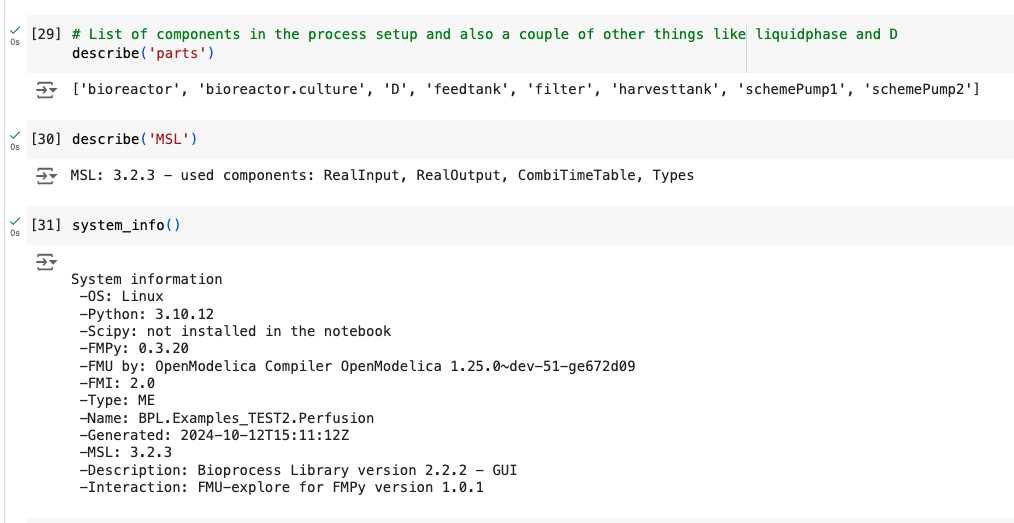 [29] # List of components in the process setup and also a couple of other things like liquidphase and D
0s
describe('parts')
['bioreactor', 'bioreactor.culture', 'D', 'feedtank', 'filter', 'harvesttank', 'schemePump1', 'schemePump2']
[30] describe('MSL')
0s
MSL: 3.2.3 – used components: RealInput, RealOutput, CombiTimeTable, Types
[31] system_info()
0s
System information
–OS: Linux
–Python: 3.10.12
–Scipy: not installed in the notebook
–FMPy: 0.3.20
–FMU by: OpenModelica Compiler OpenModelica 1.25.0~dev-51-ge672d09
–FMI: 2.0
–Type: ME
–Name: BPL.Examples_TEST2.Perfusion
–Generated: 2024-10-12T15:11:12Z
–MSL: 3.2.3
–Description: Bioprocess Library version 2.2.2 – GUI
–Interaction: FMU-explore for FMPy version 1.0.1